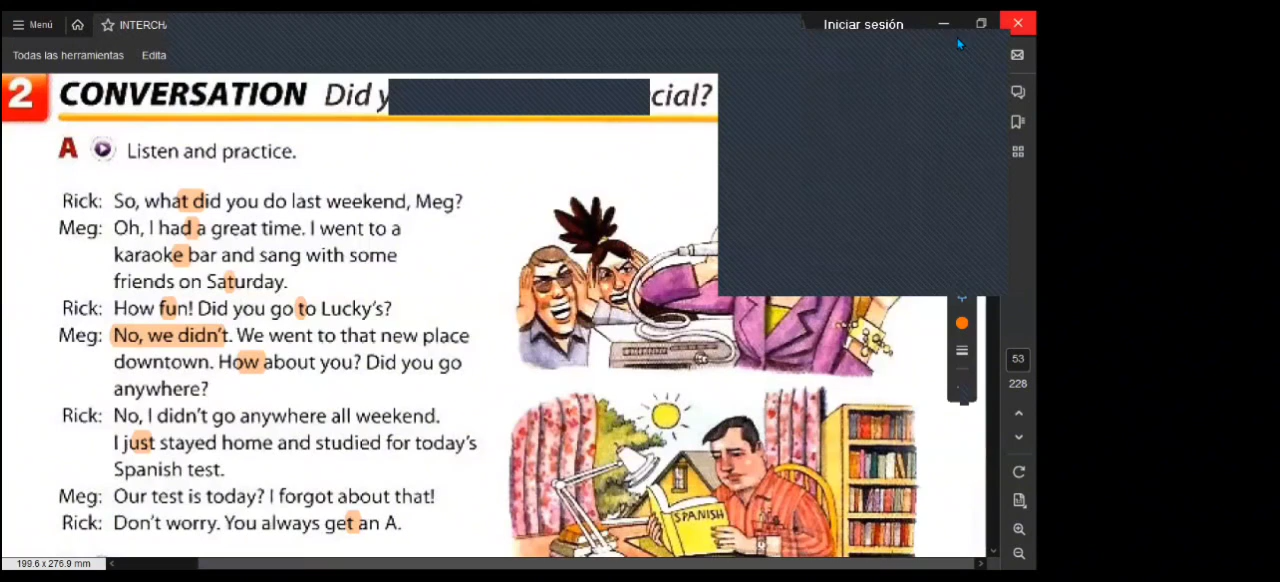 Menú INTERCH Iniciar sesión
Todas las herramientas Edita
2 CONVERSATION Did cial?
A Listen and practice.
Rick: So, what did you do last weekend, Meg?
Meg: Oh, I had a great time. I went to a
karaoke bar and sang with some
friends on Saturday.
Rick: How fun! Did you go to Lucky's?
Meg: No, we didn't. We went to that new place
downtown. How about you? Did you go
anywhere?
Rick: No, I didn't go anywhere all weekend.
I just stayed home and studied for today's
Spanish test.
Meg: Our test is today? I forgot about that!
Rick: Don't worry. You always get an A.
SPANISH
53
228
199.6 x 276.9 mm